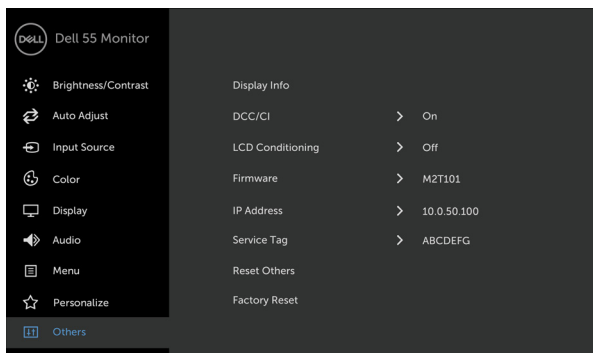 DELL Dell 55 Monitor
Brightness/Contrast
Auto Adjust
Input Source
Color
Display
Audio
Menu
Personalize
Others
Display Info
DCC/CI > On
LCD Conditioning > Off
Firmware > M2T101
IP Address > 10.0.50.100
Service Tag > ABCDEFG
Reset Others
Factory Reset